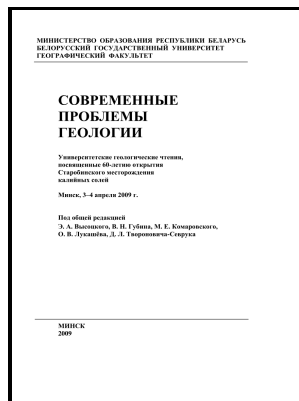 МИНИСТЕРСТВО ОБРАЗОВАНИЯ РЕСПУБЛИКИ БЕЛАРУСЬ
БЕЛОРУССКИЙ ГОСУДАРСТВЕННЫЙ УНИВЕРСИТЕТ
ГЕОГРАФИЧЕСКИЙ ФАКУЛЬТЕТ
СОВРЕМЕННЫЕ
ПРОБЛЕМЫ
ГЕОЛОГИИ
Университетские геологические чтения,
посвященные 60-летию открытия
Старобинского месторождения
калийных солей
Минск, 3–4 апреля 2009 г.
Под общей редакцией
Э. А. Высоцкого, В. Н. Губина, М. Е. Комаровского,
О. В. Лукашёва, Д. Л. Творонович-Севрука
МИНСК
2009